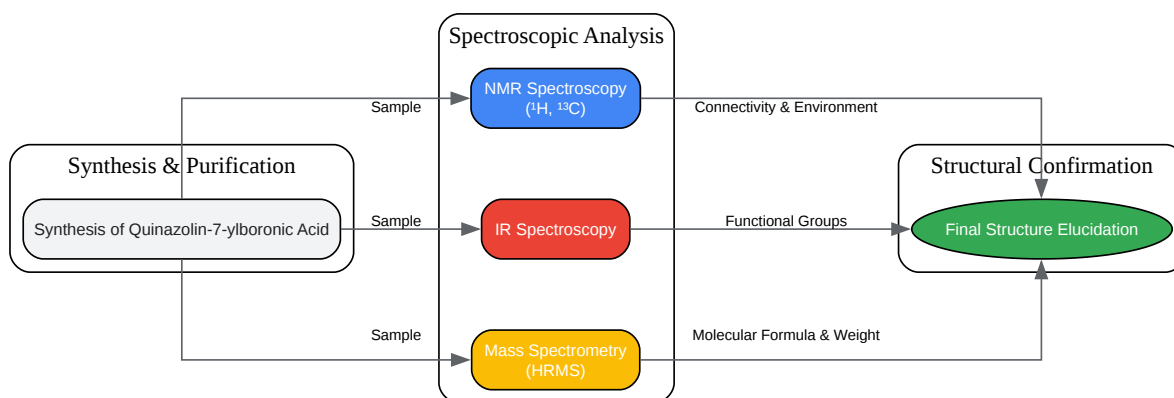 Spectroscopic Analysis
NMR Spectroscopy
(¹H, ¹³C)
Sample
Connectivity & Environment
Synthesis & Purification
Structural Confirmation
Synthesis of Quinazolin-7-ylboronic Acid
Sample
IR Spectroscopy
Functional Groups
Final Structure Elucidation
Sample
Mass Spectrometry
(HRMS)
Molecular Formula & Weight